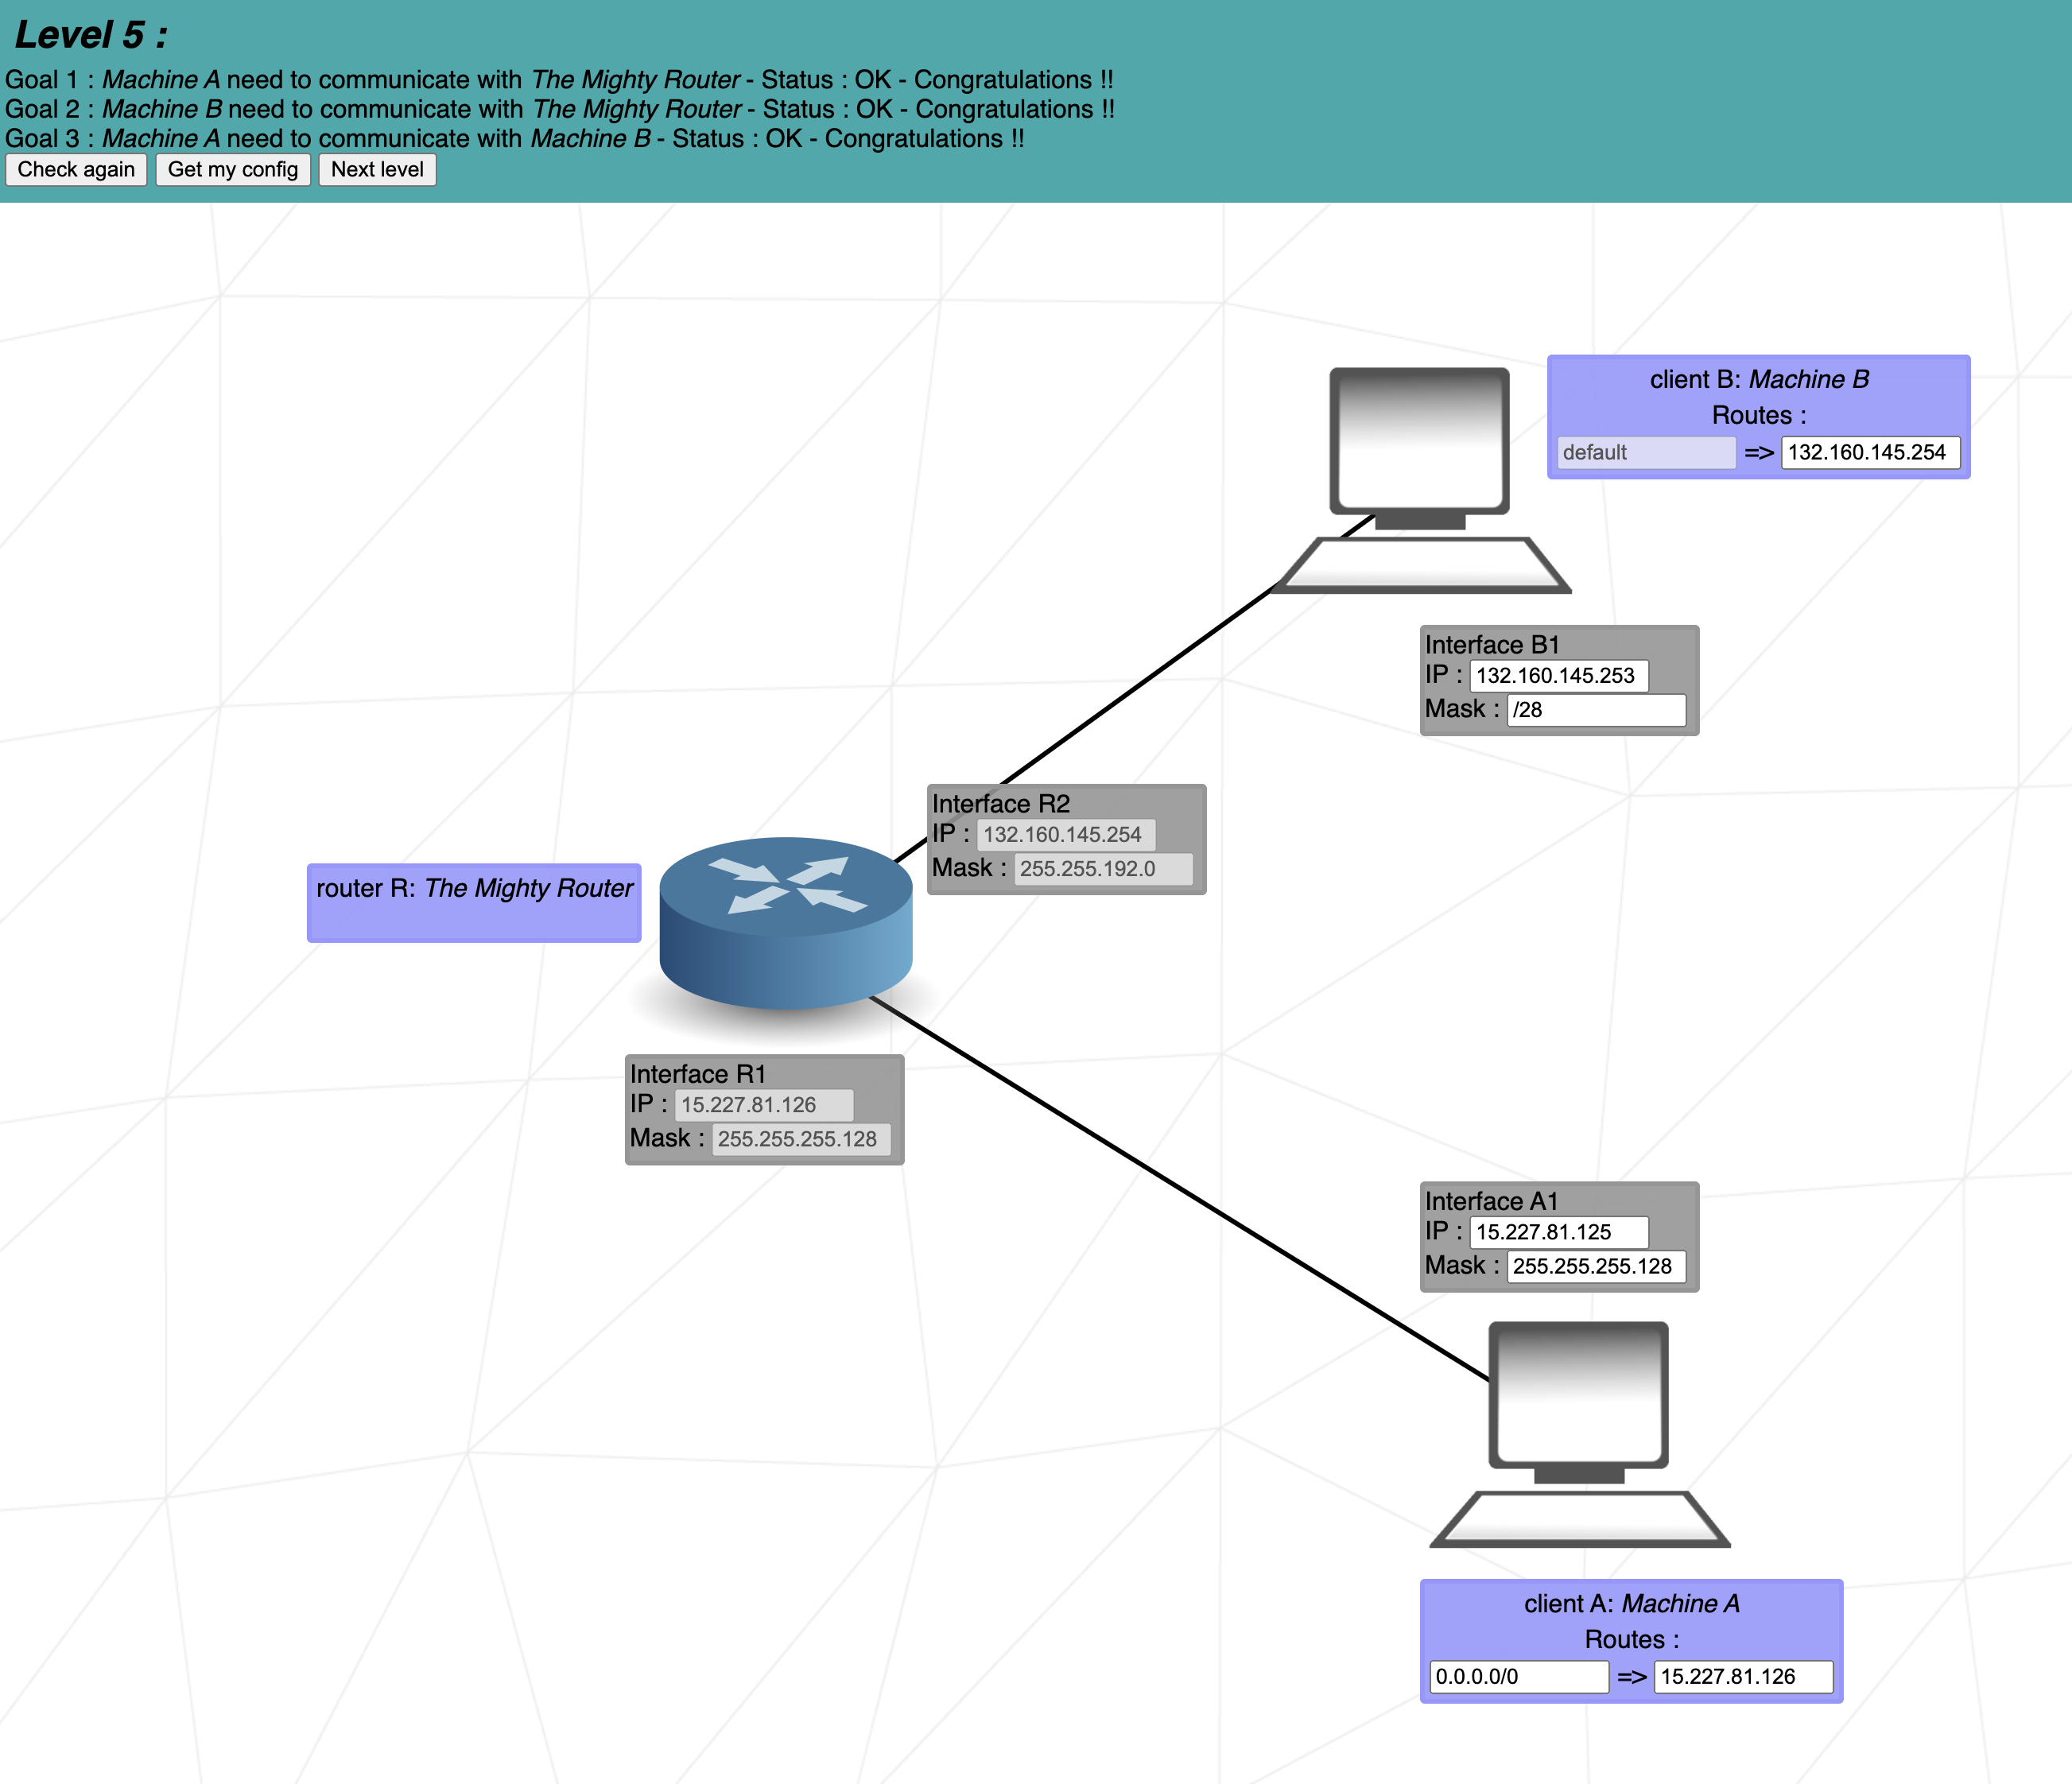 Level 5 :
Goal 1 : Machine A need to communicate with The Mighty Router - Status : OK - Congratulations !!
Goal 2 : Machine B need to communicate with The Mighty Router - Status : OK - Congratulations !!
Goal 3 : Machine A need to communicate with Machine B - Status : OK - Congratulations !!
Check again Get my config Next level
client B: Machine B
Routes :
default => 132.160.145.254
Interface B1
IP : 132.160.145.253
Mask : /28
Interface R2
IP : 132.160.145.254
Mask : 255.255.192.0
router R: The Mighty Router
Interface R1
IP : 15.227.81.126
Mask : 255.255.255.128
Interface A1
IP : 15.227.81.125
Mask : 255.255.255.128
client A: Machine A
Routes :
0.0.0.0/0 => 15.227.81.126